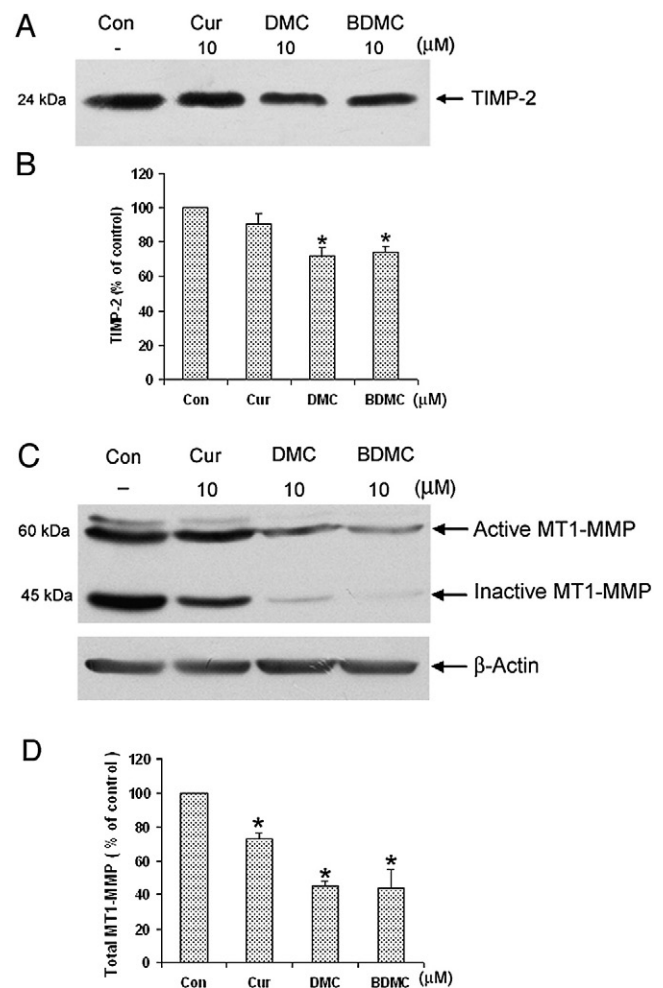 A
Con Cur DMC BDMC
- 10 10 10 (μM)
24 kDa TIMP-2
B
TIMP-2 (% of control)
120
100
80
60
40
20
0
* *
Con Cur DMC BDMC (μM)
C
Con Cur DMC BDMC
– 10 10 10 (μM)
60 kDa Active MT1-MMP
45 kDa Inactive MT1-MMP
β-Actin
D
Total MT1-MMP ( % of control )
120
100
80
60
40
20
0
* * *
Con Cur DMC BDMC (μM)